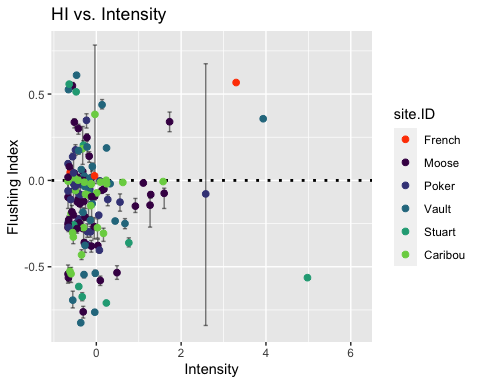 HI vs. Intensity
0.5
0.0
-0.5
0
2
4
6
Flushing Index
Intensity
site.ID
French
Moose
Poker
Vault
Stuart
Caribou